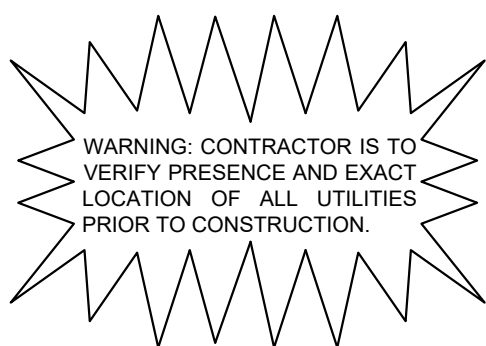 WARNING: CONTRACTOR IS TO
VERIFY PRESENCE AND EXACT
LOCATION OF ALL UTILITIES
PRIOR TO CONSTRUCTION.